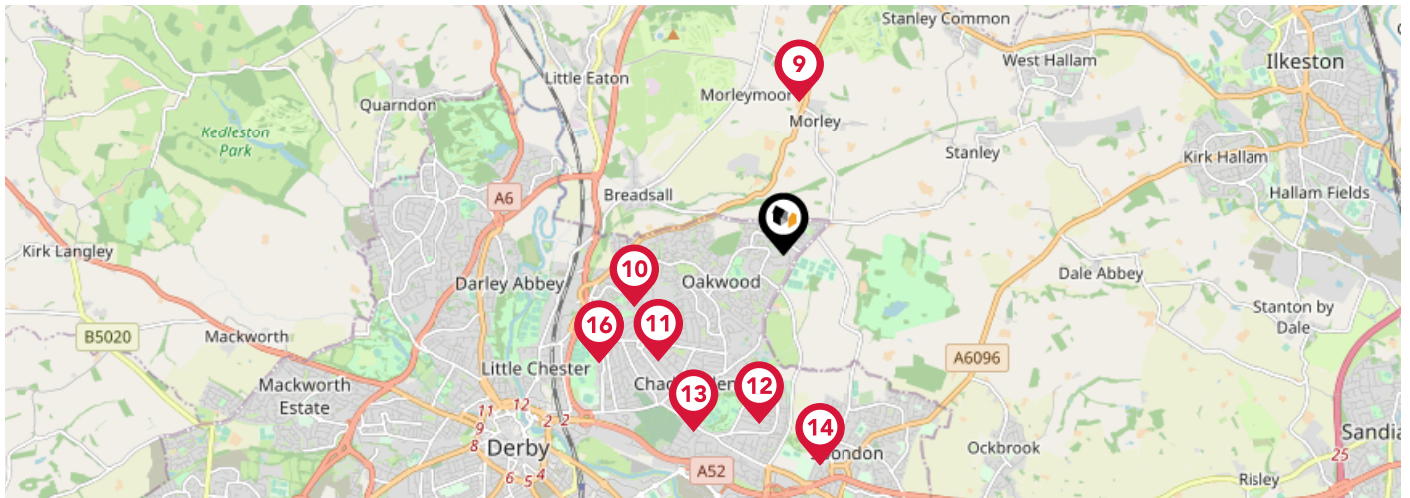 Stanley Common
9
West Hallam
Ilkeston
Little Eaton
Morleymoor
Quarndon
Morley
Kedleston
Park
Stanley
Kirk Hallam
Breadsall
A6
Hallam Fields
Kirk Langley
10
Oakwood
Darley Abbey
Dale Abbey
Stanton by
Dale
16
11
B5020
Mackworth
A6096
Little Chester
Mackworth
Estate
12
13
11
12
2
2
9
14
8
Derby
Ockbrook
25
A52
6
5
4
Risley